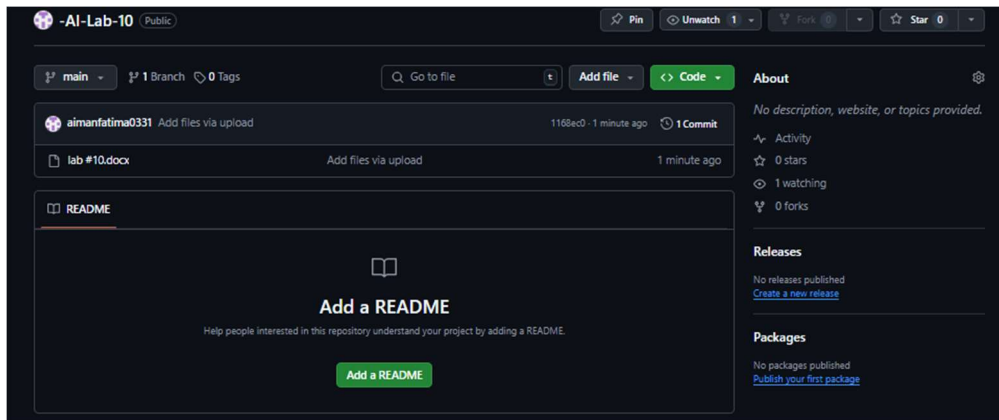 -AI-Lab-10 Public
Pin Unwatch 1 Fork 0 Star 0
main 1 Branch 0 Tags Go to file t Add file Code
aimanfatima0331 Add files via upload 1168ec0 · 1 minute ago 1 Commit
lab #10.docx Add files via upload 1 minute ago
README
Add a README
Help people interested in this repository understand your project by adding a README.
Add a README
About
No description, website, or topics provided.
Activity
0 stars
1 watching
0 forks
Releases
No releases published
Create a new release
Packages
No packages published
Publish your first package